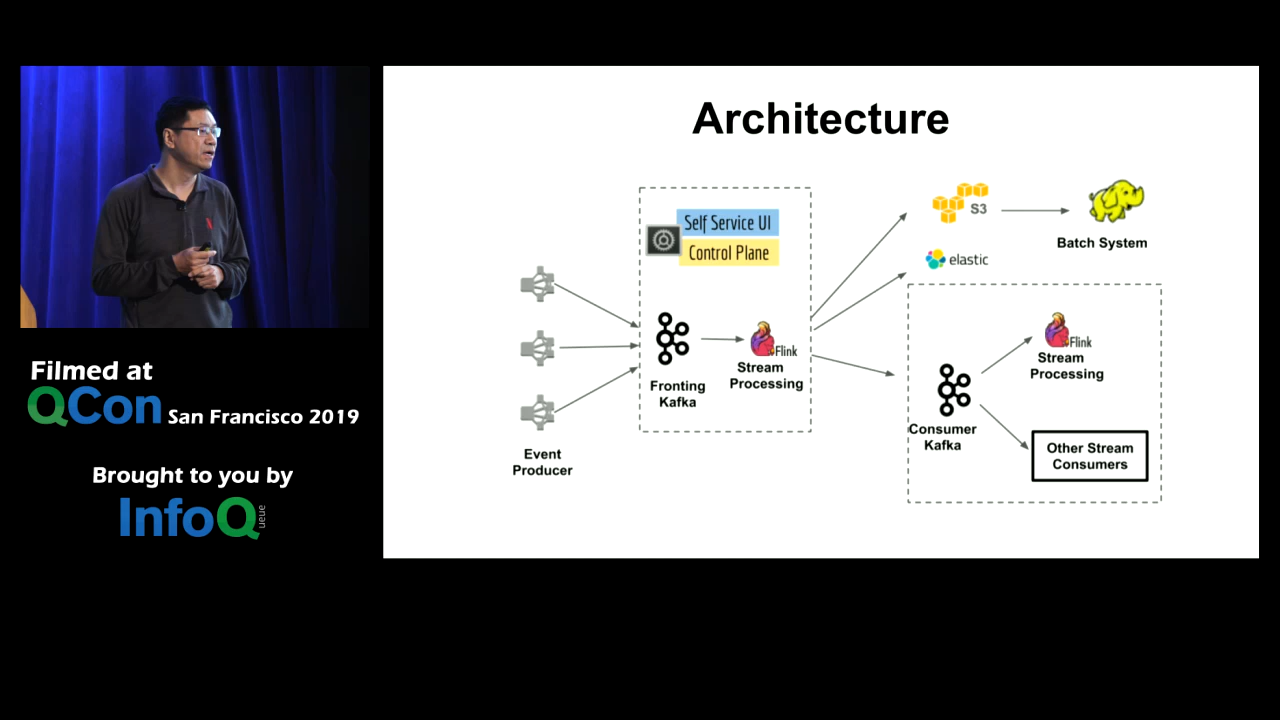 Architecture
Self Service UI
Control Plane
S3
Batch System
elastic
Flink
Stream
Processing
Fronting
Kafka
Event
Producer
Flink
Stream
Processing
Consumer
Kafka
Other Stream
Consumers
Filmed at
QCon San Francisco 2019
Brought to you by
InfoQ
ueue